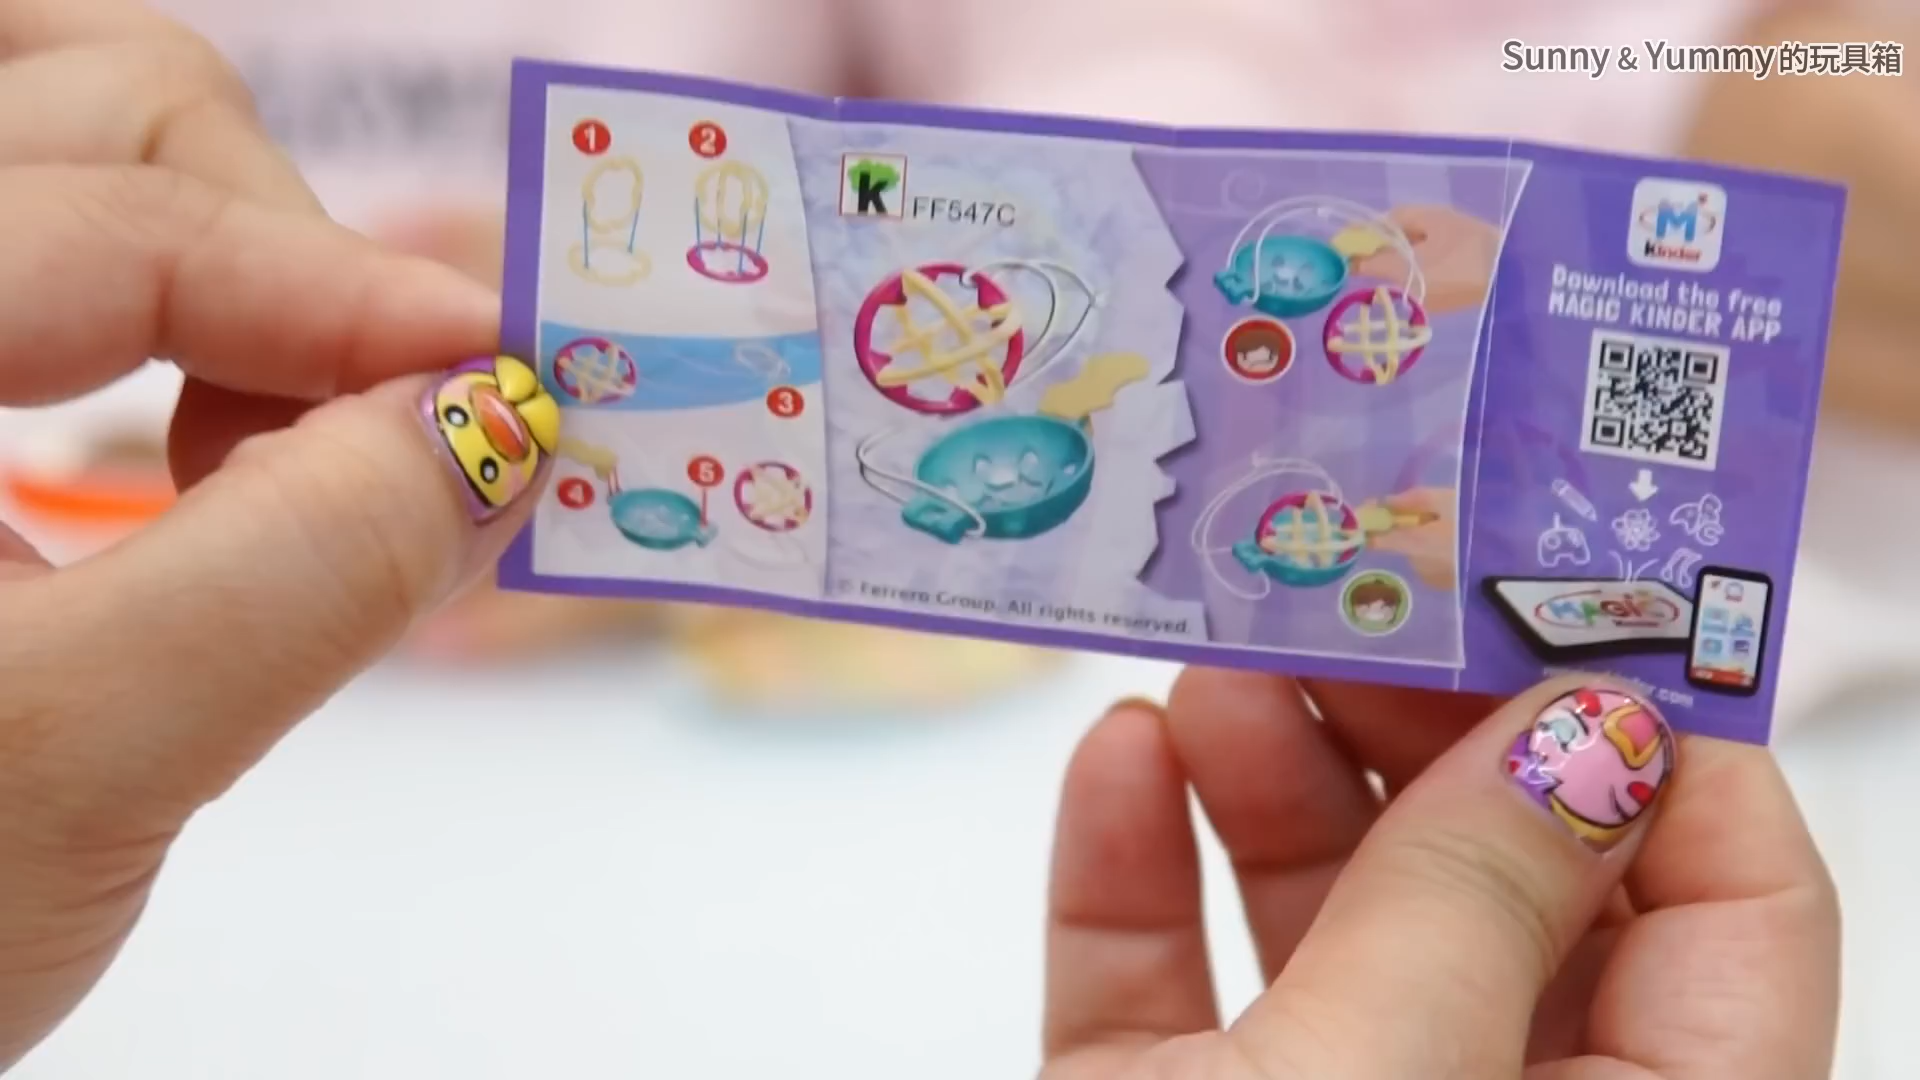 Sunny & Yummy的玩具箱
1
2
K FF547C
3
4
5
© Ferrero Group. All rights reserved.
M
Kinder
Download the free
MAGIC KINDER APP
MAGIC